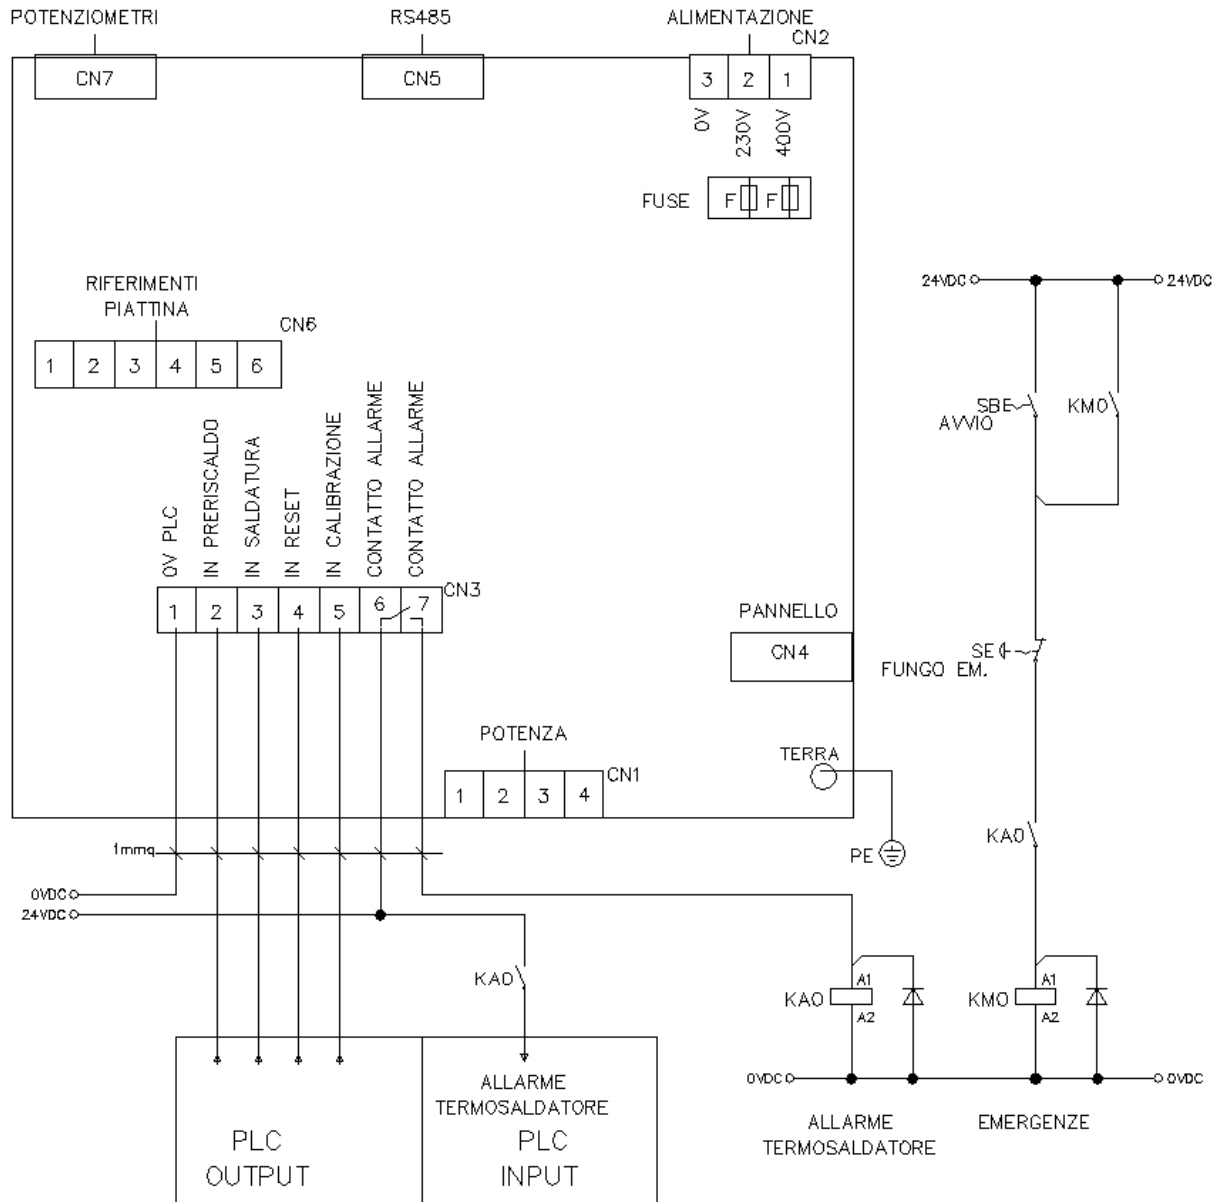 POTENZIOMETRI
RS485
ALIMENTAZIONE
CN2
CN7
CN5
3 2 1
0V
230V
400V
FUSE
F F
RIFERIMENTI
PIATTINA
CN6
1 2 3 4 5 6
24VDC
24VDC
SBE
AVVIO
KM0
0V PLC
IN PRERISCALDO
IN SALDATURA
IN RESET
IN CALIBRAZIONE
CONTATTO ALLARME
CONTATTO ALLARME
CN3
1 2 3 4 5 6 7
PANNELLO
CN4
SE
FUNGO EM.
POTENZA
CN1
1 2 3 4
TERRA
PE
KA0
1mmq
0VDC
24VDC
KA0
KA0
A1
A2
KM0
A1
A2
0VDC
0VDC
ALLARME
TERMOSALDATORE
PLC
INPUT
PLC
OUTPUT
ALLARME
TERMOSALDATORE
EMERGENZE